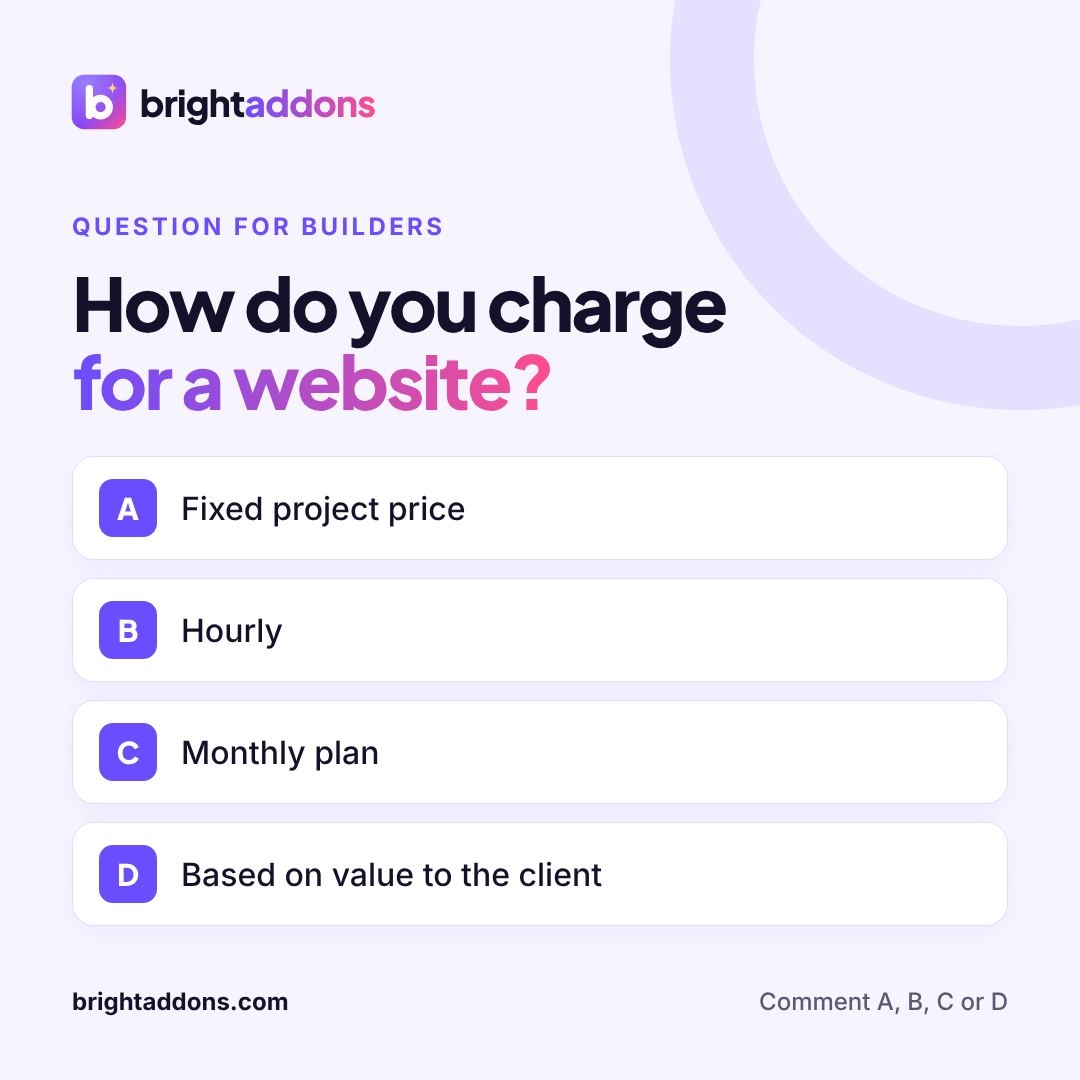 brightaddons
QUESTION FOR BUILDERS
How do you charge
for a website?
A Fixed project price
B Hourly
C Monthly plan
D Based on value to the client
brightaddons.com
Comment A, B, C or D